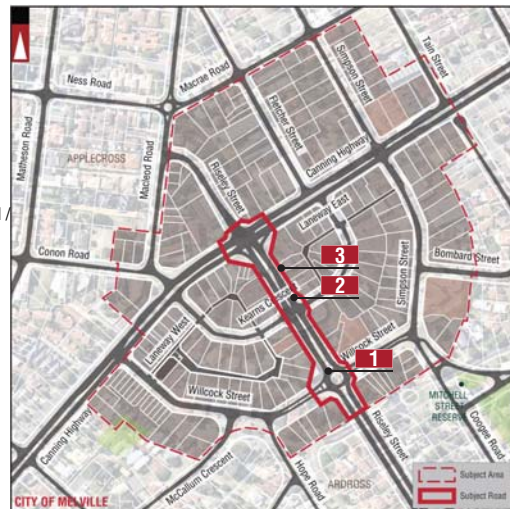 Simpson Street
Tain Street
Macrae Road
Ness Road
Fletcher Street
Matheson Road
Macleod Road
Canning Highway
APPLECROSS
Riseley Street
Laneway East
/
Conon Road
Bombard Street
3
Simpson Street
2
Kearns Crescent
Laneway West
Willcock Street
1
Willcock Street
MITCHELL
STREET
RESERVE
Canning Highway
Riseley Street
Coogee Road
McCallum Crescent
Hope Road
ARDROSS
Subject Area
Subject Road
CITY OF MELVILLE